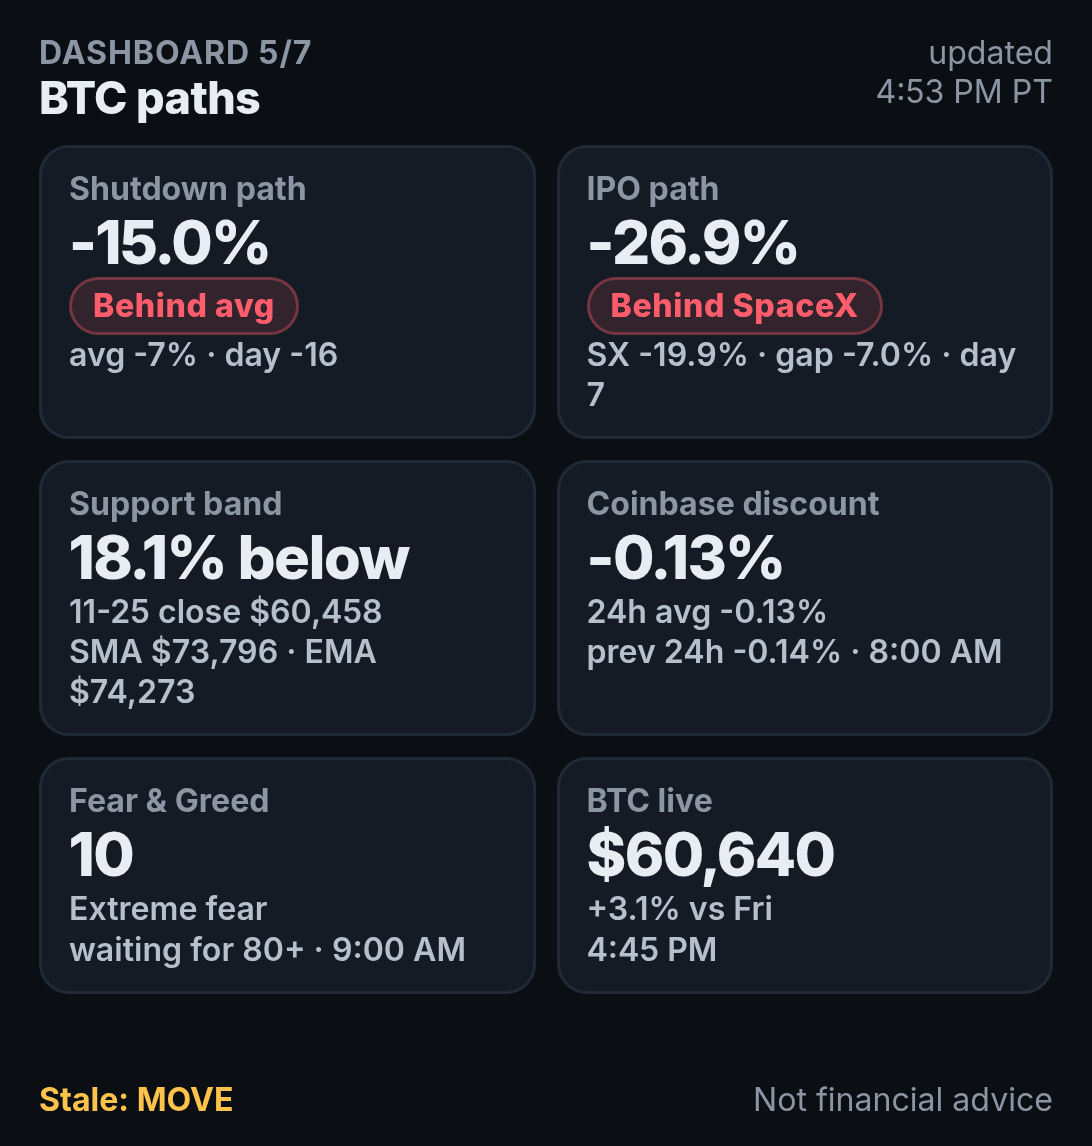 DASHBOARD 5/7
BTC paths
updated
4:53 PM PT
Shutdown path
-15.0%
Behind avg
avg -7% · day -16
IPO path
-26.9%
Behind SpaceX
SX -19.9% · gap -7.0% · day
7
Support band
18.1% below
11-25 close $60,458
SMA $73,796 · EMA
$74,273
Coinbase discount
-0.13%
24h avg -0.13%
prev 24h -0.14% · 8:00 AM
Fear & Greed
10
Extreme fear
waiting for 80+ · 9:00 AM
BTC live
$60,640
+3.1% vs Fri
4:45 PM
Stale: MOVE
Not financial advice